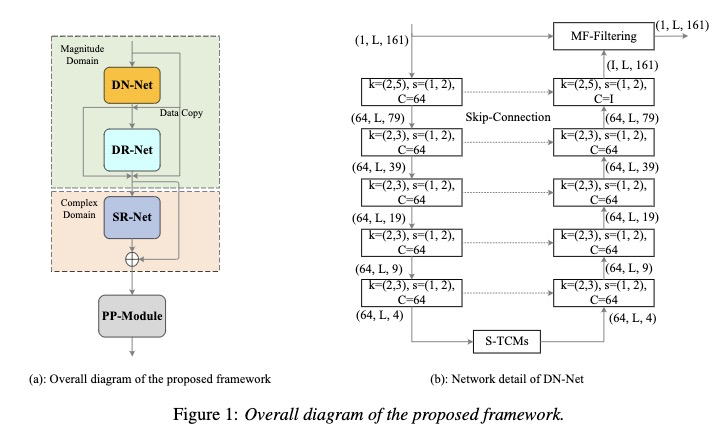 Magnitude
Domain
DN-Net
Data Copy
DR-Net
Complex
Domain
SR-Net
PP-Module
(a): Overall diagram of the proposed framework
(1, L, 161)
MF-Filtering
(1, L, 161)
(I, L, 161)
k=(2,5), s=(1, 2),
C=64
k=(2,5), s=(1, 2),
C=I
(64, L, 79)
Skip-Connection
(64, L, 79)
k=(2,3), s=(1, 2),
C=64
k=(2,3), s=(1, 2),
C=64
(64, L, 39)
(64, L, 39)
k=(2,3), s=(1, 2),
C=64
k=(2,3), s=(1, 2),
C=64
(64, L, 19)
(64, L, 19)
k=(2,3), s=(1, 2),
C=64
k=(2,3), s=(1, 2),
C=64
(64, L, 9)
(64, L, 9)
k=(2,3), s=(1, 2),
C=64
k=(2,3), s=(1, 2),
C=64
(64, L, 4)
(64, L, 4)
S-TCMs
(b): Network detail of DN-Net
Figure 1: Overall diagram of the proposed framework.